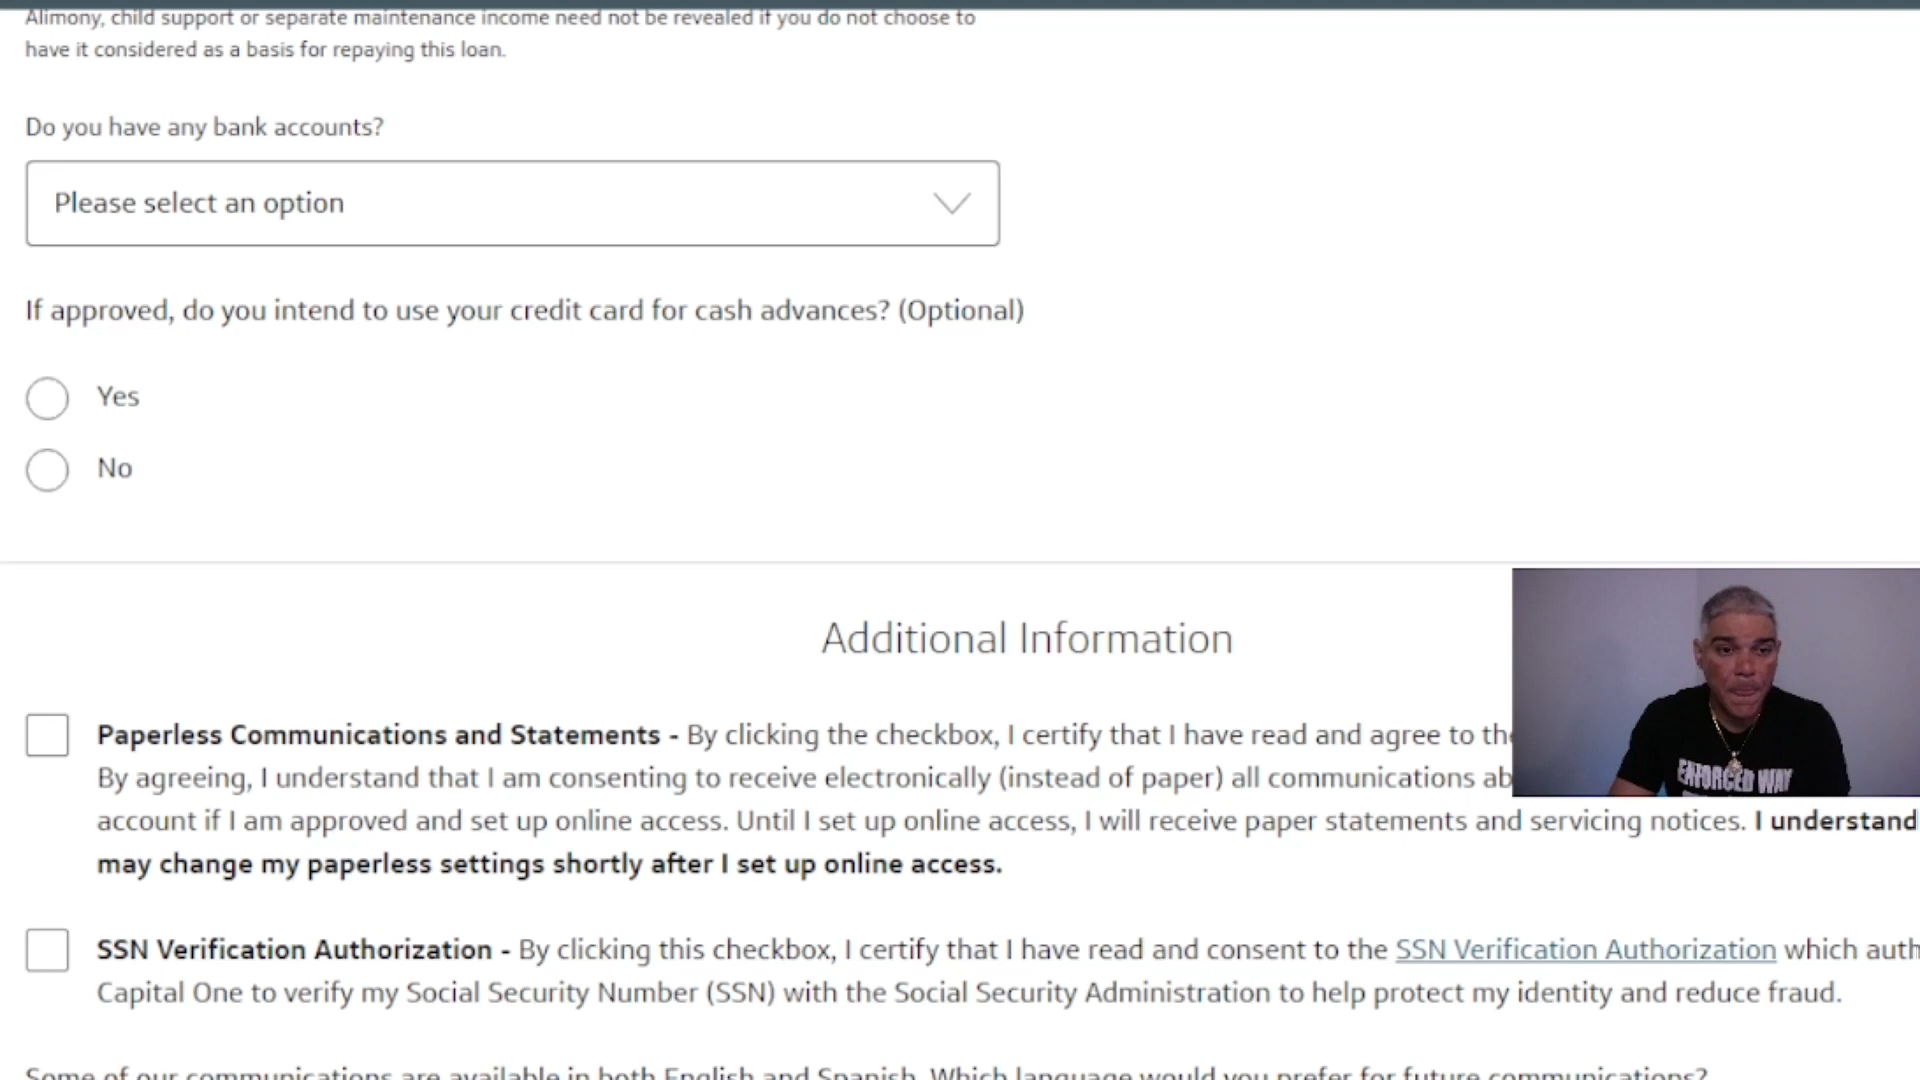 Alimony, child support or separate maintenance income need not be revealed if you do not choose to
have it considered as a basis for repaying this loan.
Do you have any bank accounts?
Please select an option
If approved, do you intend to use your credit card for cash advances? (Optional)
Yes
No
Additional Information
Paperless Communications and Statements - By clicking the checkbox, I certify that I have read and agree to the
By agreeing, I understand that I am consenting to receive electronically (instead of paper) all communications ab
account if I am approved and set up online access. Until I set up online access, I will receive paper statements and servicing notices. I understand
may change my paperless settings shortly after I set up online access.
ENFORCED WAY
SSN Verification Authorization - By clicking this checkbox, I certify that I have read and consent to the SSN Verification Authorization which auth
Capital One to verify my Social Security Number (SSN) with the Social Security Administration to help protect my identity and reduce fraud.
Some of our communications are available in both English and Spanish. Which language would you prefer for future communications?